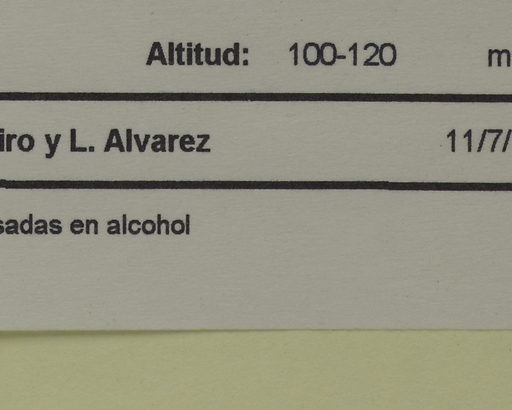 Altitud: 100-120 m
iro y L. Alvarez 11/7/
sadas en alcohol